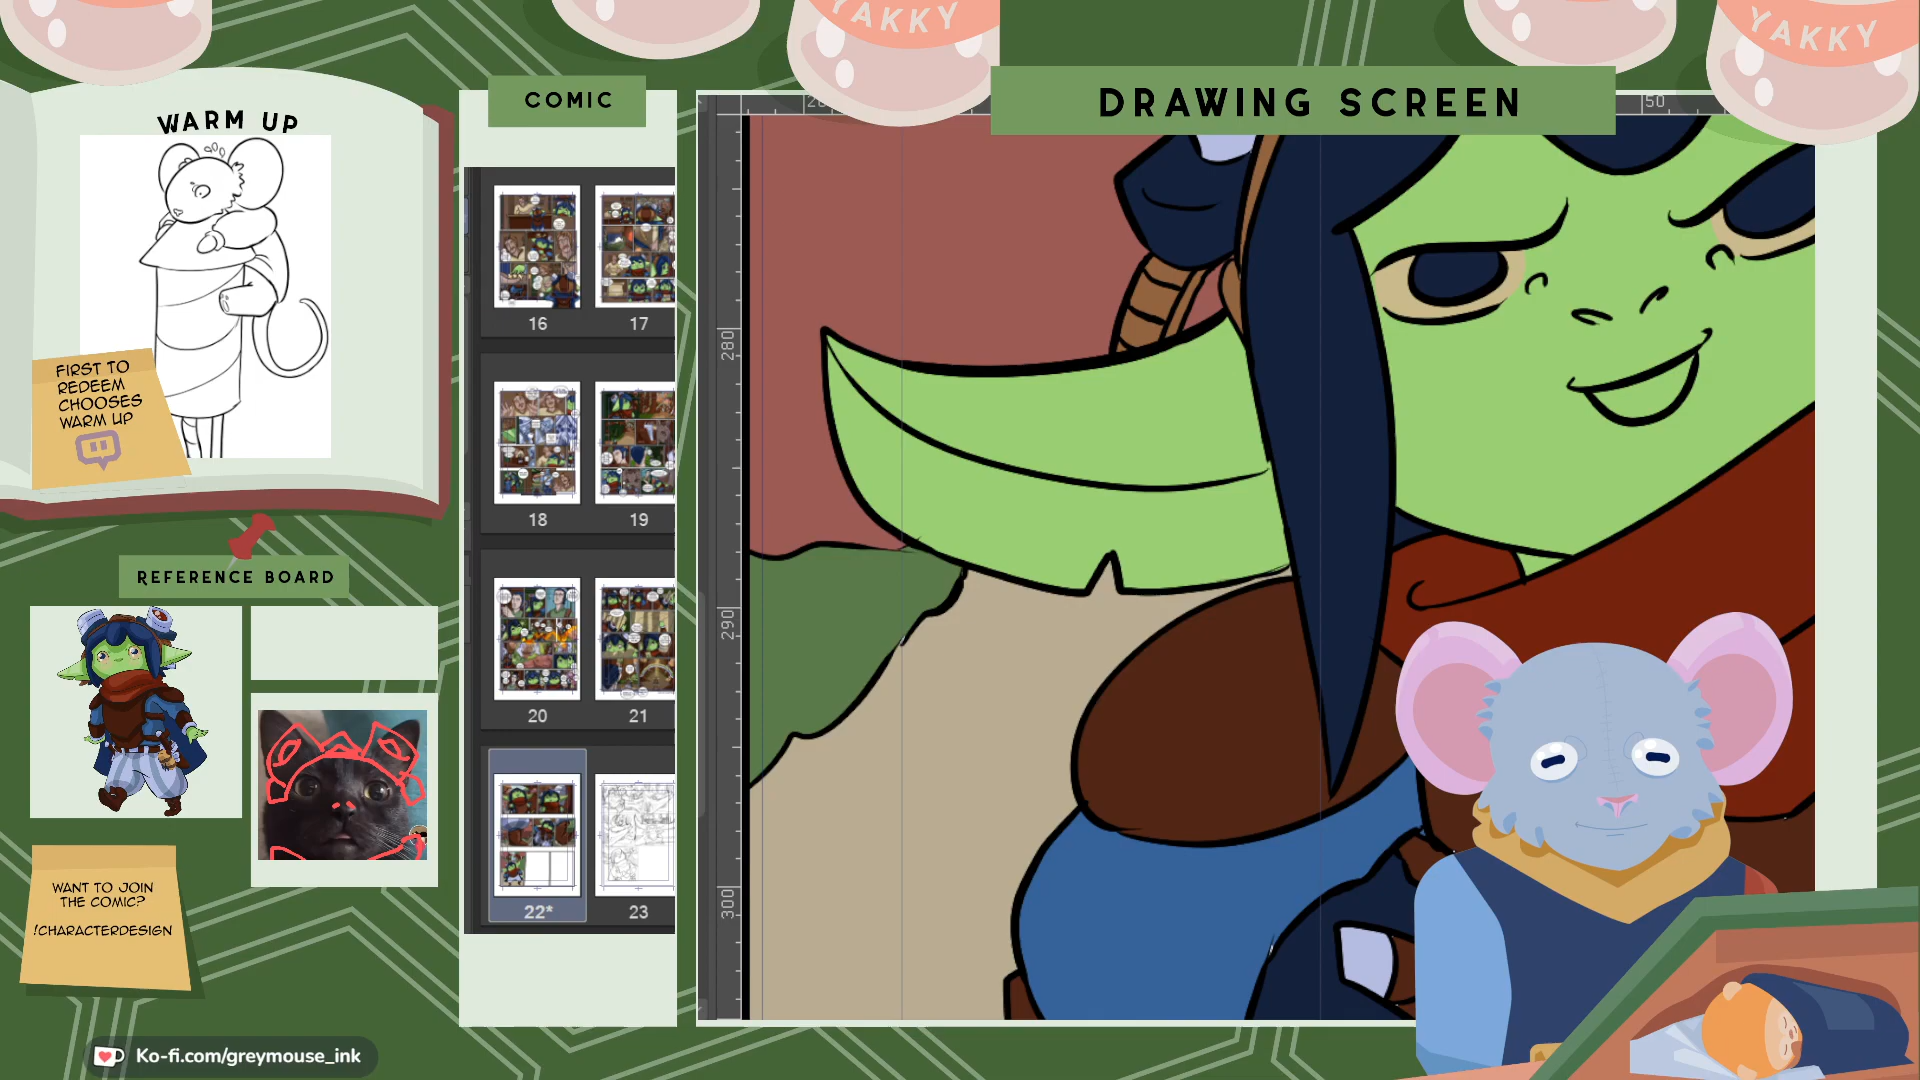 YAKKY
YAKKY
WARM UP
COMIC
DRAWING SCREEN
50
FIRST TO
REDEEM
CHOOSES
WARM UP
16
17
280
18
19
REFERENCE BOARD
290
20
21
WANT TO JOIN
THE COMIC?
!CHARACTERDESIGN
22*
23
300
Ko-fi.com/greymouse_ink